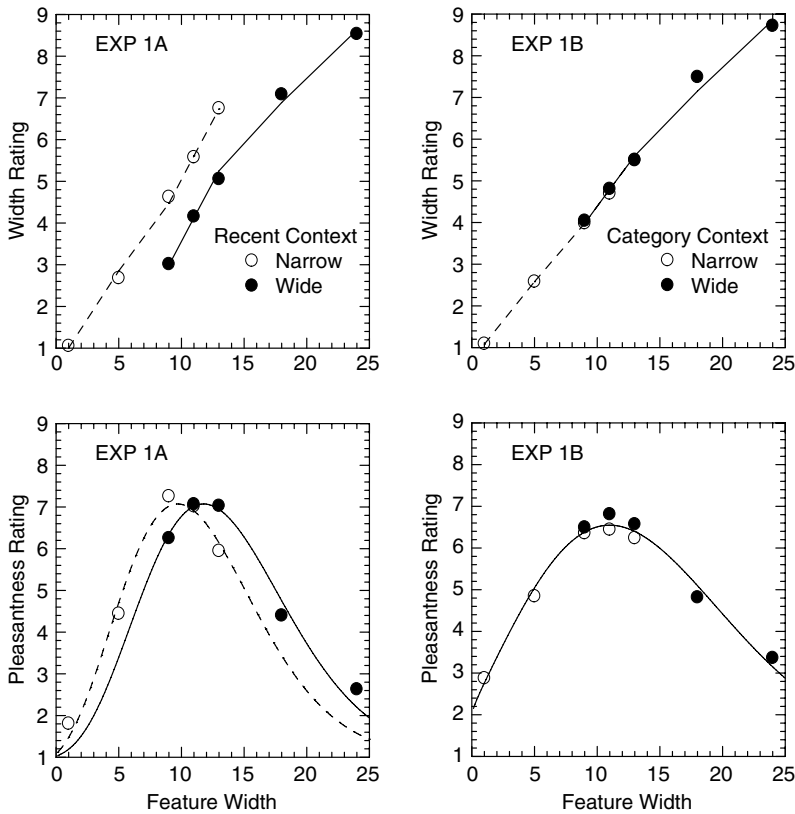 EXP 1A
Width Rating
9
8
7
6
5
4
3
2
1
Recent Context
Narrow
Wide
0 5 10 15 20 25
EXP 1B
Width Rating
9
8
7
6
5
4
3
2
1
Category Context
Narrow
Wide
0 5 10 15 20 25
EXP 1A
Pleasantness Rating
9
8
7
6
5
4
3
2
1
0 5 10 15 20 25
Feature Width
EXP 1B
Pleasantness Rating
9
8
7
6
5
4
3
2
1
0 5 10 15 20 25
Feature Width